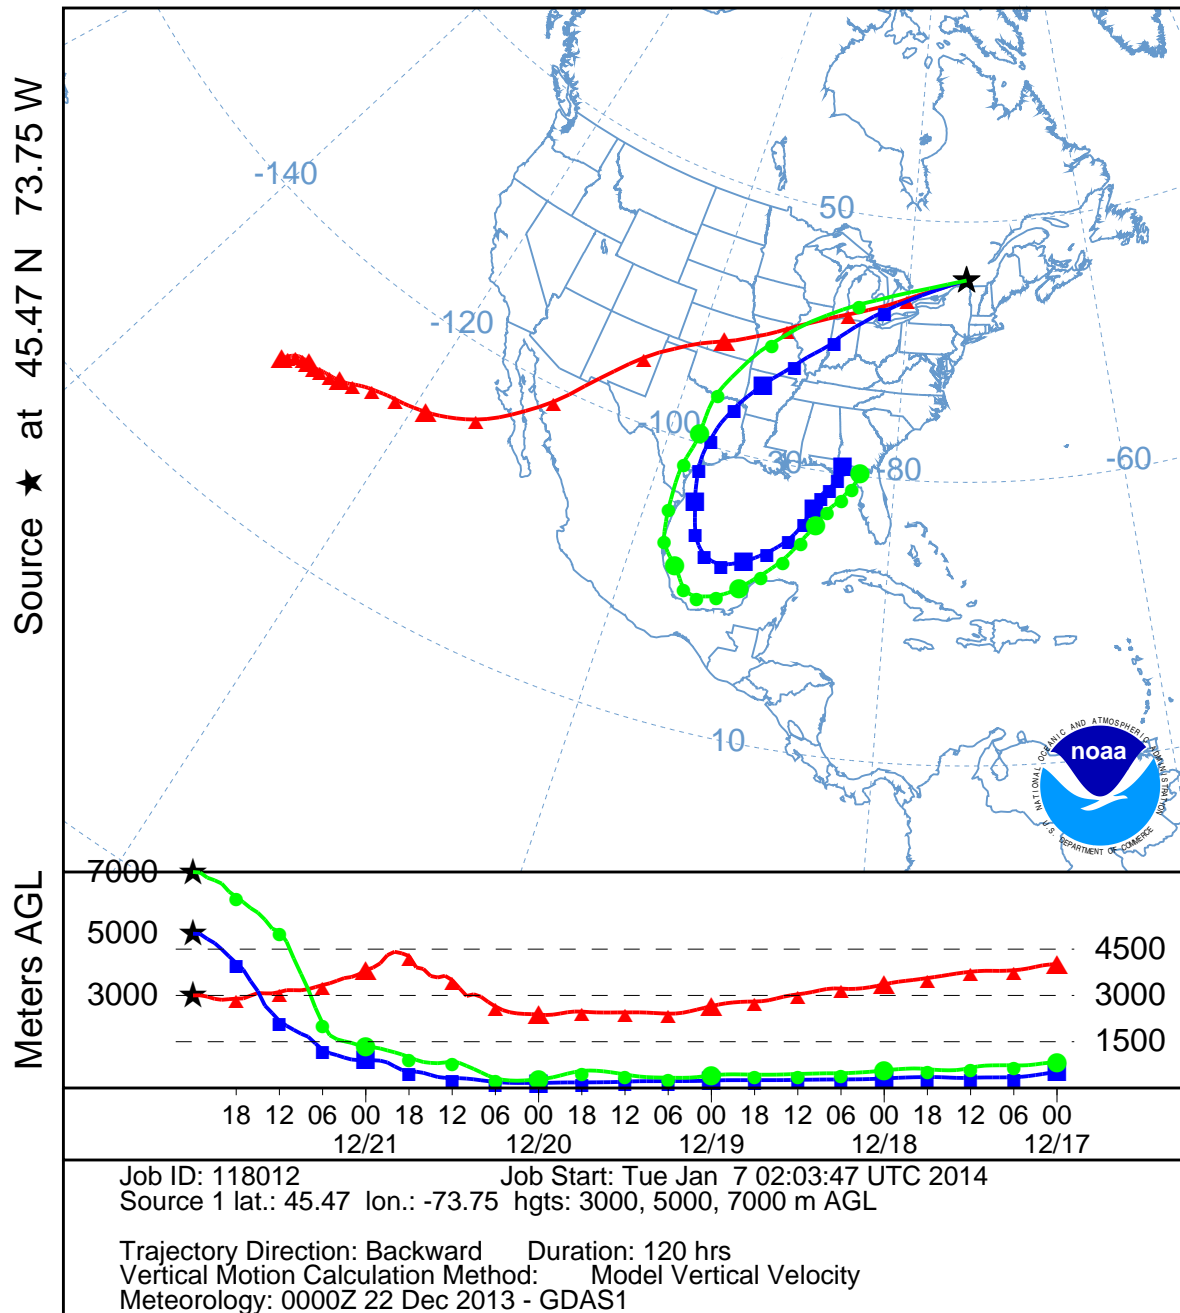 Source ★ at 45.47 N 73.75 W
-140
50
-120
100
30
80
-60
10
NATIONAL OCEANIC AND ATMOSPHERIC ADMINISTRATION
noaa
U.S. DEPARTMENT OF COMMERCE
Meters AGL
7000
5000
3000
4500
3000
1500
18 12 06 00 18 12 06 00 18 12 06 00 18 12 06 00 18 12 06 00
12/21 12/20 12/19 12/18 12/17
Job ID: 118012 Job Start: Tue Jan 7 02:03:47 UTC 2014
Source 1 lat.: 45.47 lon.: -73.75 hgts: 3000, 5000, 7000 m AGL
Trajectory Direction: Backward Duration: 120 hrs
Vertical Motion Calculation Method: Model Vertical Velocity
Meteorology: 0000Z 22 Dec 2013 - GDAS1